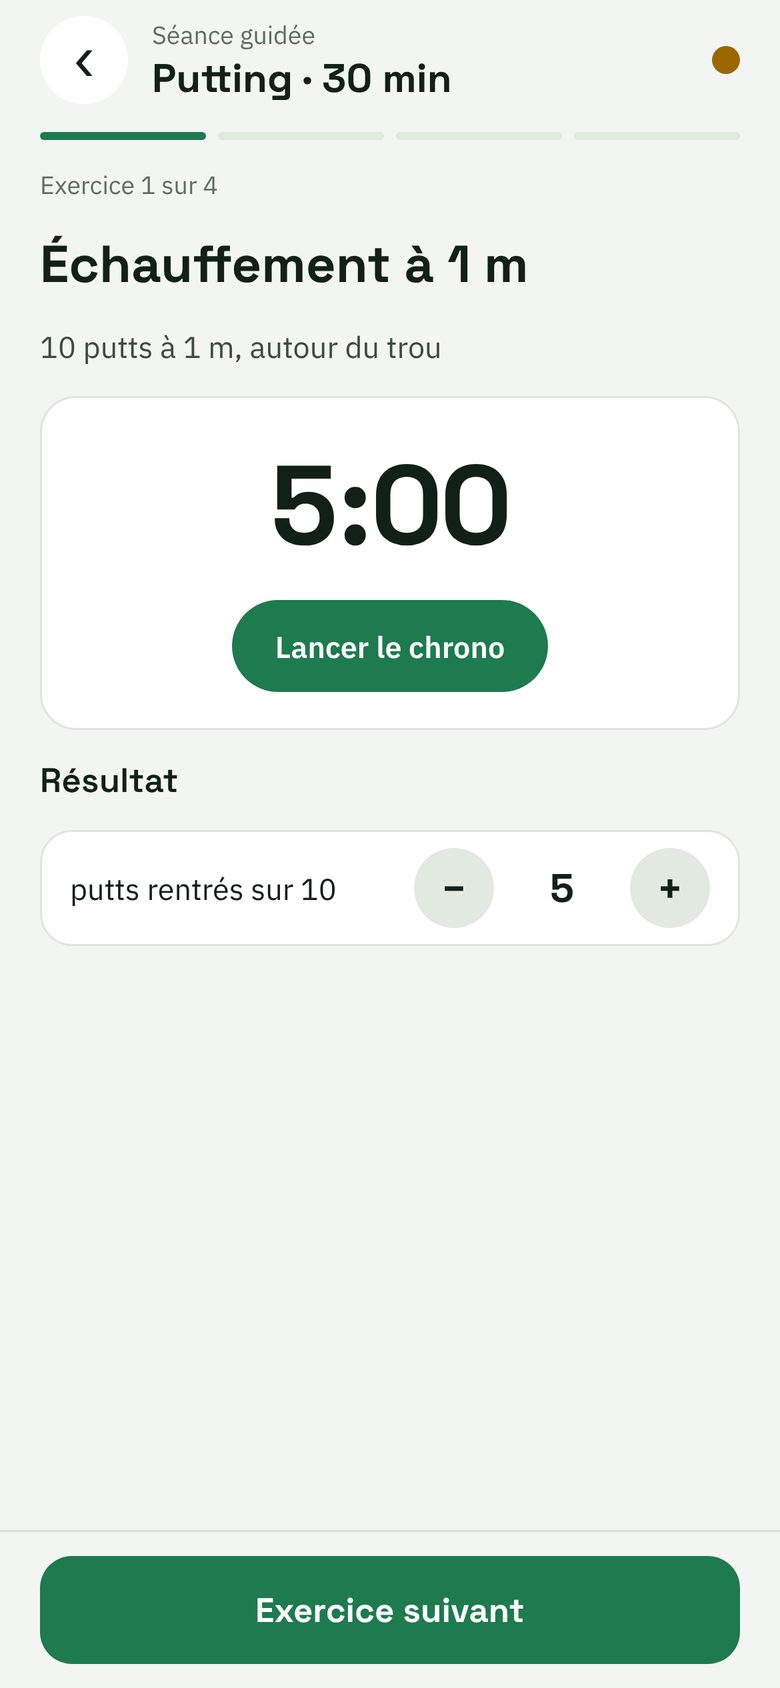 Séance guidée
Putting · 30 min
Exercice 1 sur 4
Échauffement à 1 m
10 putts à 1 m, autour du trou
5:00
Lancer le chrono
Résultat
putts rentrés sur 10 − 5 +
Exercice suivant